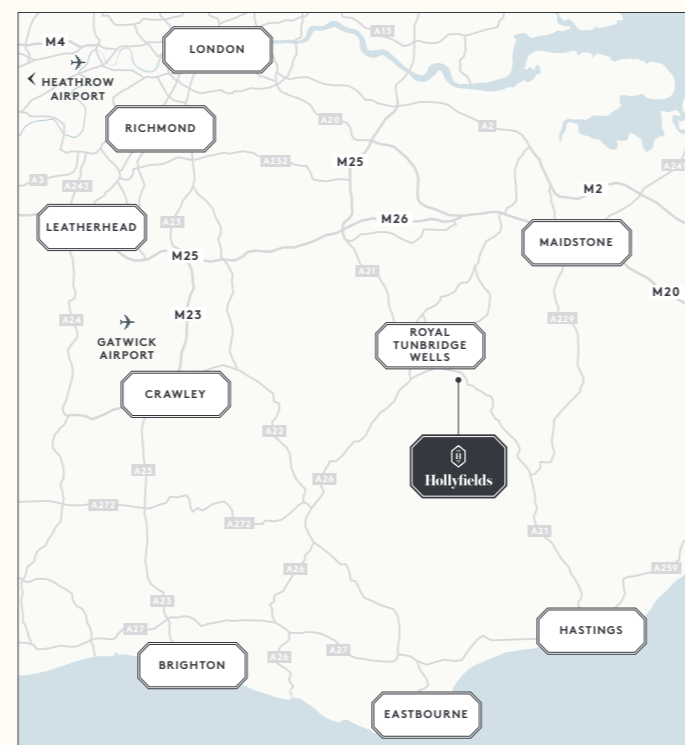 A13
M4
LONDON
HEATHROW
AIRPORT
RICHMOND
A20
A2
M25
A232
A3
A243
M2
A23
M26
LEATHERHEAD
MAIDSTONE
M25
A21
M20
A24
M23
A229
GATWICK
AIRPORT
ROYAL
TUNBRIDGE
WELLS
CRAWLEY
A22
H
Hollyfields
A23
A26
A272
A272
A21
A26
A259
A23
A27
HASTINGS
A27
A26
BRIGHTON
EASTBOURNE